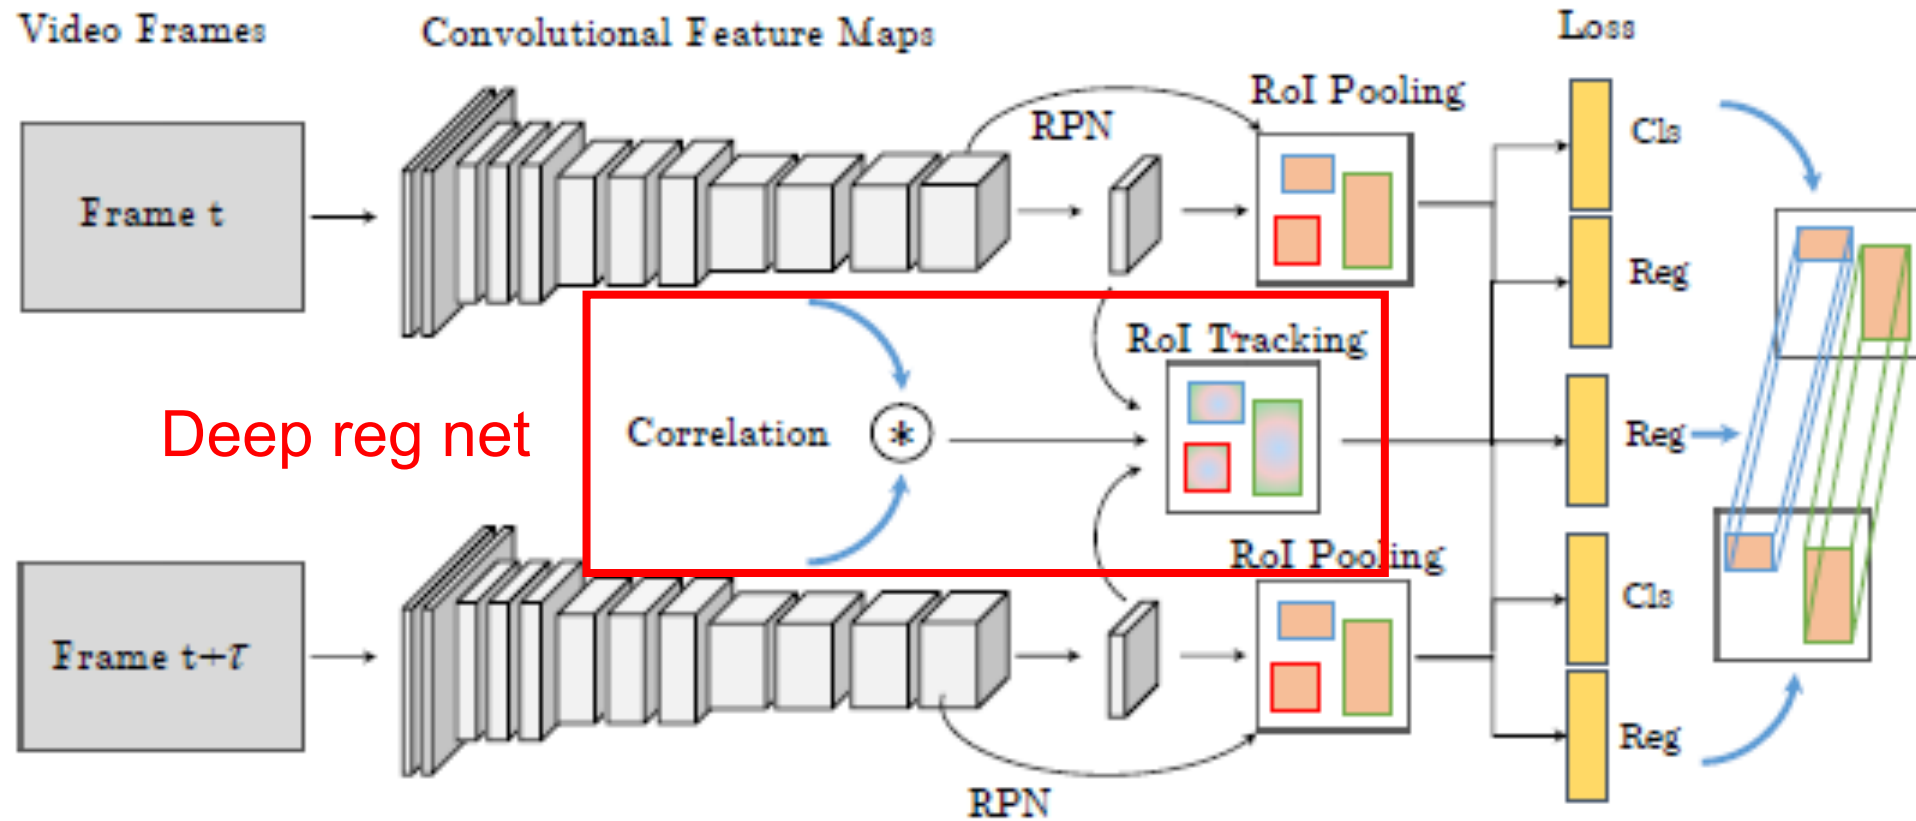 Video Frames
Convolutional Feature Maps
Loss
RoI Pooling
RPN
Cls
Frame t
Reg
RoI Tracking
Deep reg net
Correlation
*
Reg
RoI Pooling
Cls
Frame t+τ
Reg
RPN